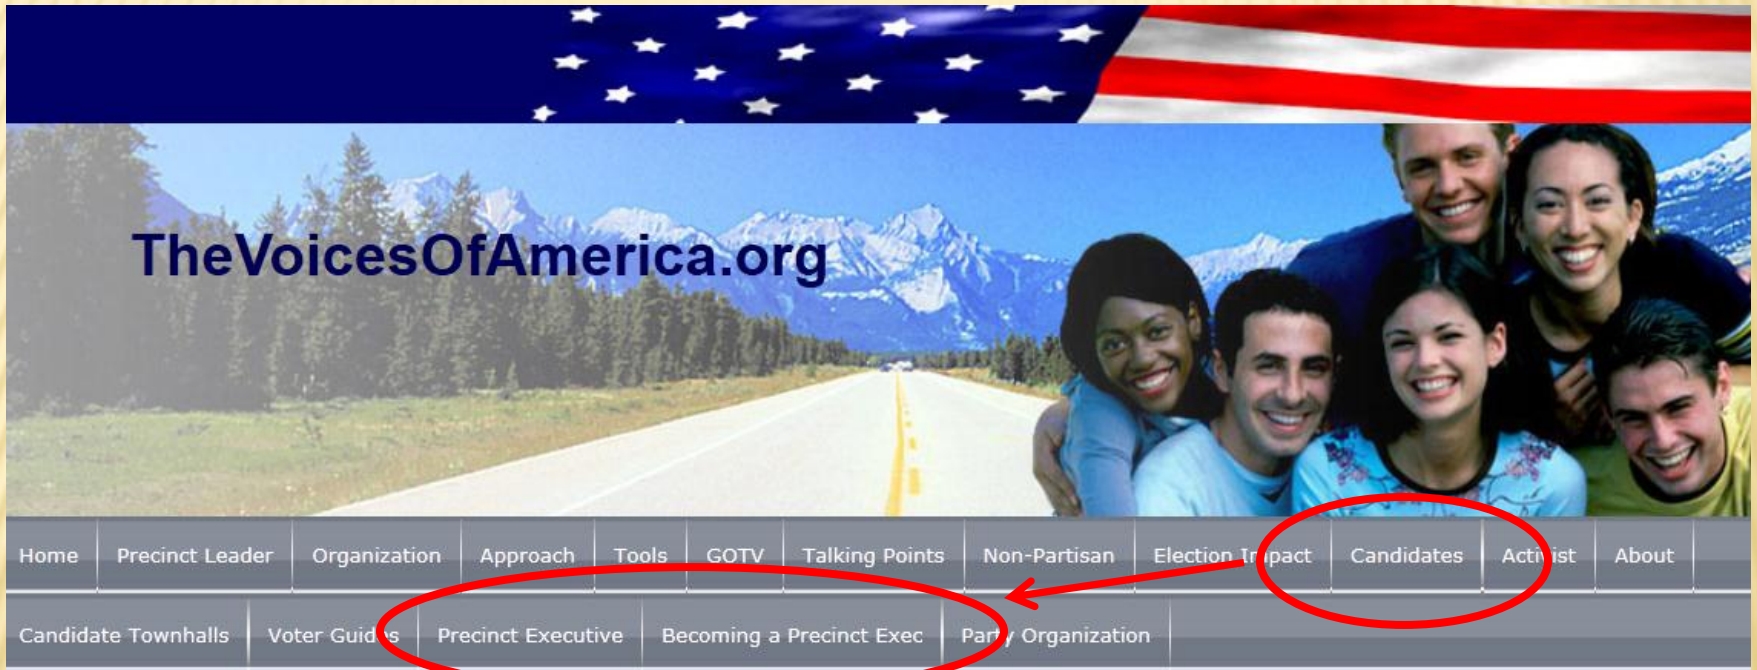 TheVoicesOfAmerica.org
Home Precinct Leader Organization Approach Tools GOTV Talking Points Non-Partisan Election Impact Candidates Activist About
Candidate Townhalls Voter Guides Precinct Executive Becoming a Precinct Exec Party Organization